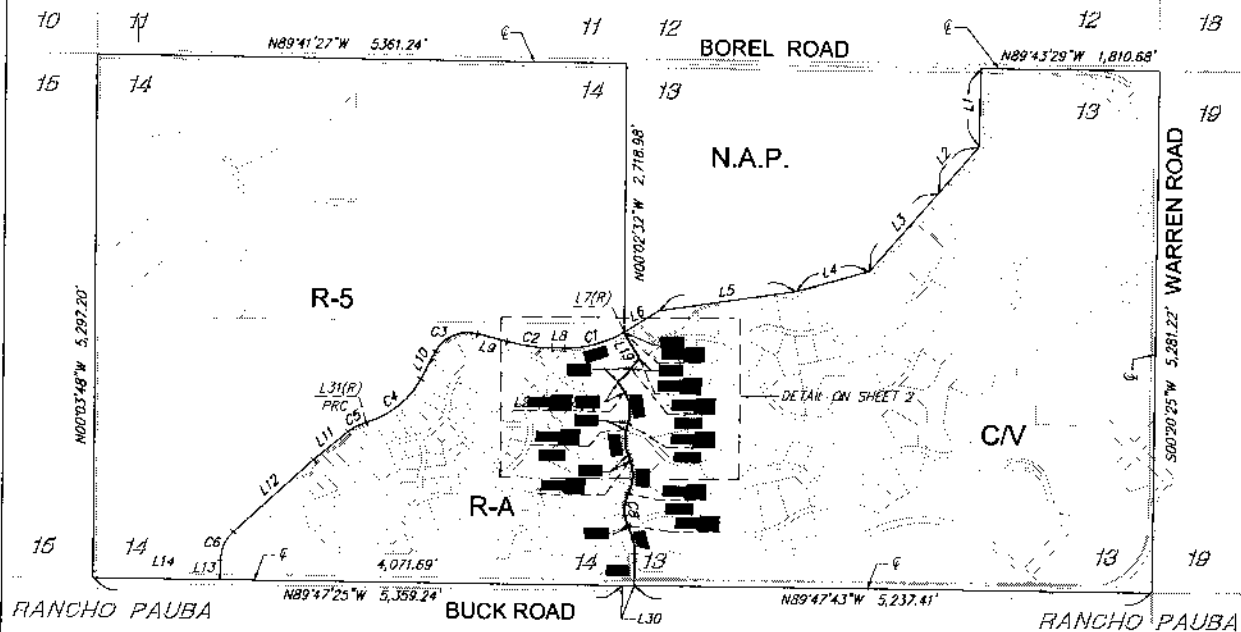 10
11
11
12
12
18
N89°41'27"W 5361.24'
℄
BOREL ROAD
℄
N89°43'29"W 1,810.68'
15
14
14
13
13
19
L1
L2
N.A.P.
N00°02'32"W 2,718.98'
WARREN ROAD
L3
L4
L5
R-5
L7(R)
L6
N00°03'48"W 5,297.20'
S00°20'25"W 5,281.22'
C3
L9
C2
L8
C1
L19
L10
℄
L31(R)
PRC
C4
C5
DETAIL ON SHEET 2
C/V
L11
L12
R-A
C8
C6
15
14
L14
L13
℄
4,071.69'
14
13
℄
13
19
N89°47'25"W 5,359.24'
N89°47'43"W 5,237.41'
RANCHO PAUBA
BUCK ROAD
L30
RANCHO PAUBA